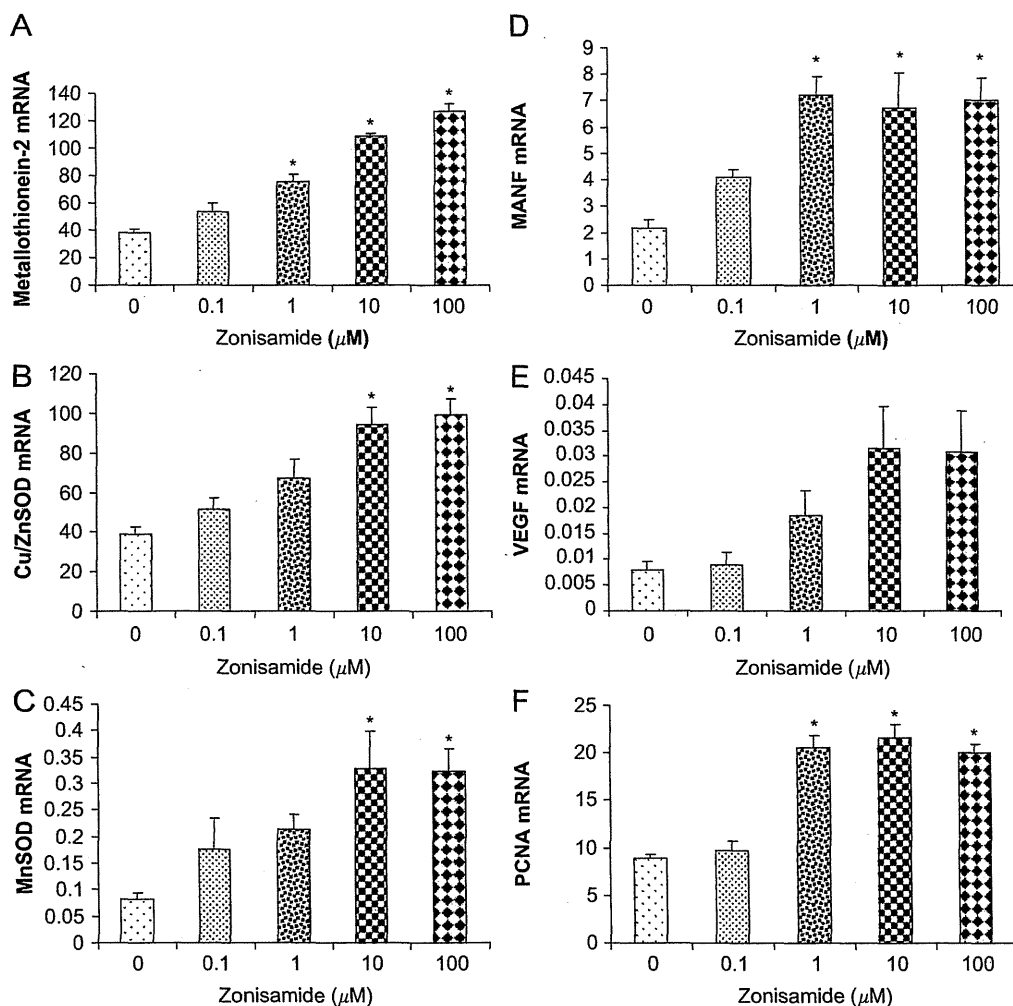 A
Metallothionein-2 mRNA
140
120
100
80
60
40
20
0
* * *
0 0.1 1 10 100
Zonisamide (μM)
B
Cu/ZnSOD mRNA
120
100
80
60
40
20
0
* *
0 0.1 1 10 100
Zonisamide (μM)
C
MnSOD mRNA
0.45
0.4
0.35
0.3
0.25
0.2
0.15
0.1
0.05
0
* *
0 0.1 1 10 100
Zonisamide (μM)
D
MANF mRNA
9
8
7
6
5
4
3
2
1
0
* * *
0 0.1 1 10 100
Zonisamide (μM)
E
VEGF mRNA
0.045
0.04
0.035
0.03
0.025
0.02
0.015
0.01
0.005
0
0 0.1 1 10 100
Zonisamide (μM)
F
PCNA mRNA
25
20
15
10
5
0
* * *
0 0.1 1 10 100
Zonisamide (μM)